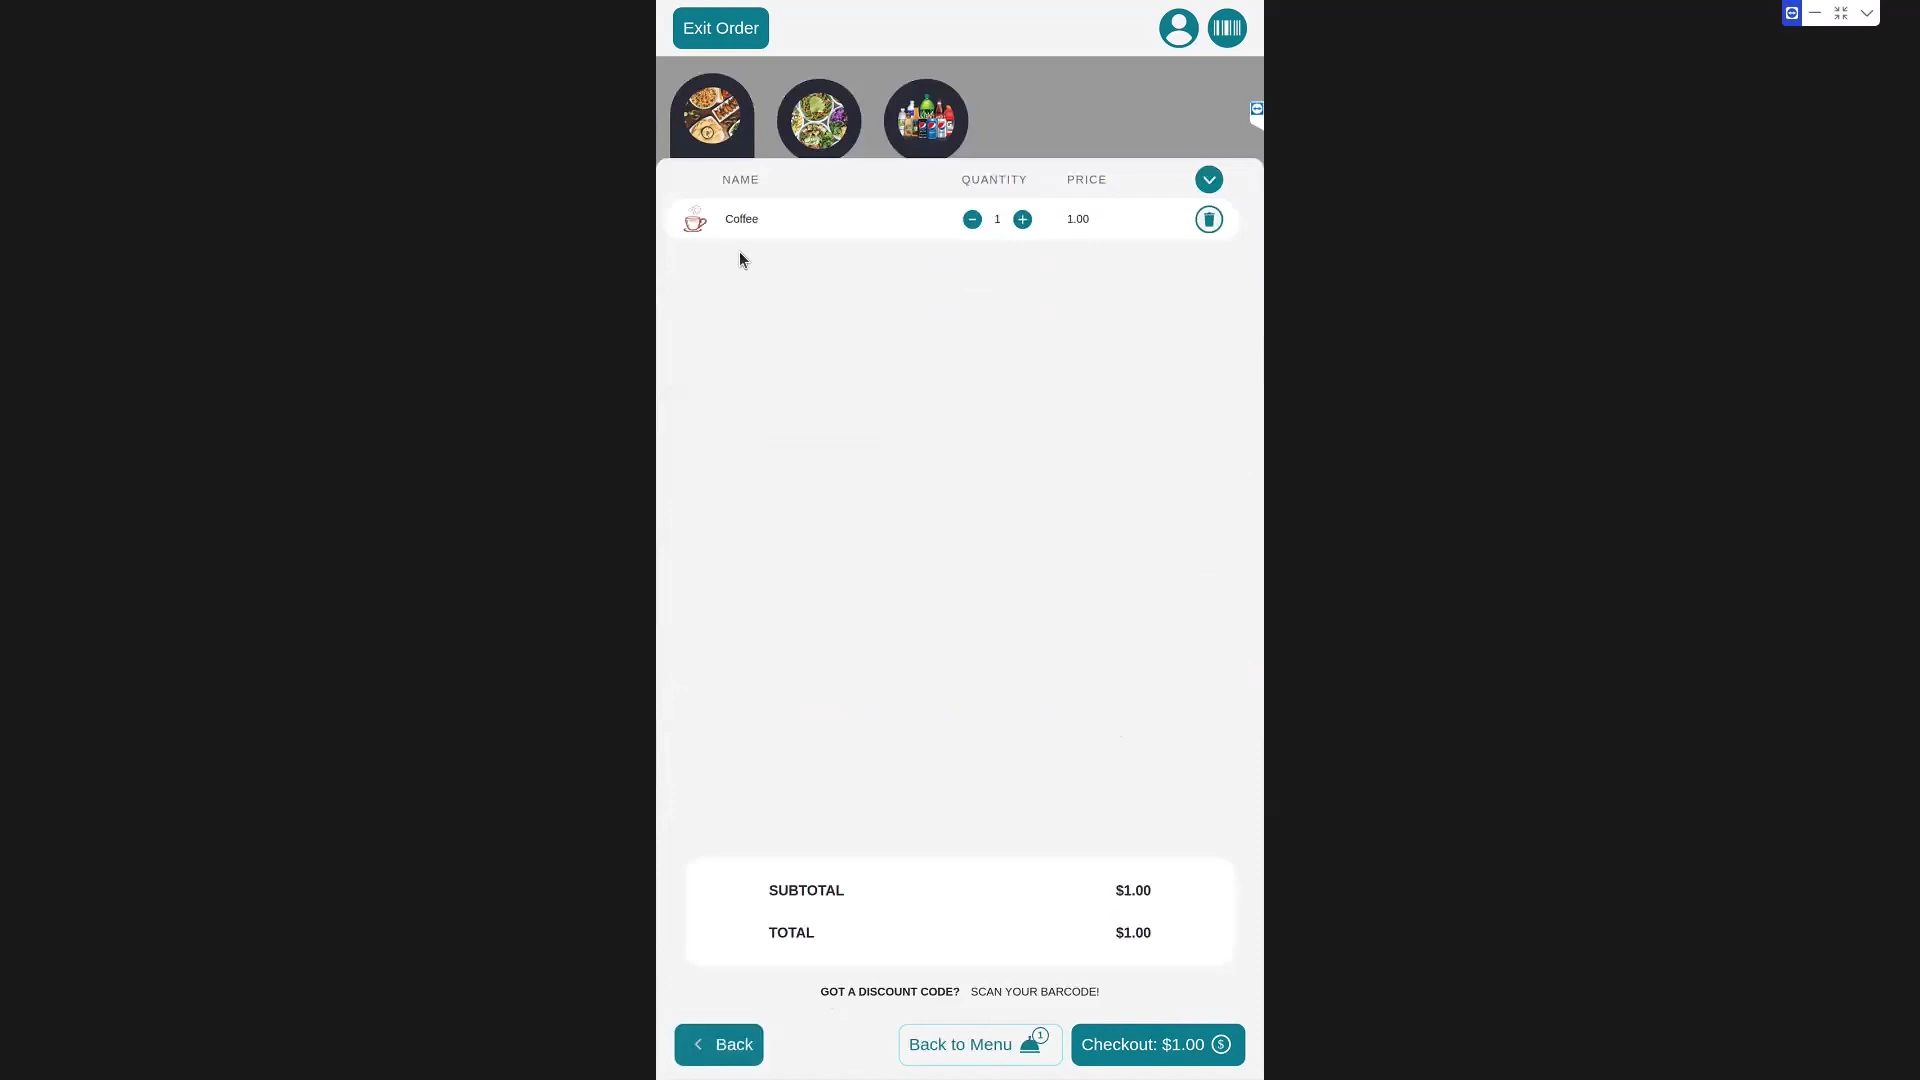 Exit Order
NAME QUANTITY PRICE
Coffee 1 1.00
SUBTOTAL $1.00
TOTAL $1.00
GOT A DISCOUNT CODE? SCAN YOUR BARCODE!
Back Back to Menu 1 Checkout: $1.00 $